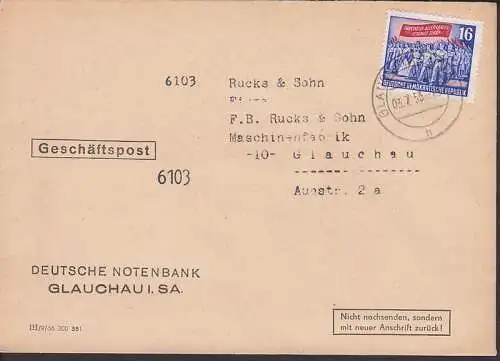 16
DEUTSCHE DEMOKRATISCHE REPUBLIK
6103
Rucks & Sohn
F.B. Rucks & Sohn
Maschinenfabrik
-10- Glauchau
Auestr. 2a
Geschäftspost
6103
DEUTSCHE NOTENBANK
GLAUCHAU I. SA.
Nicht nachsenden, sondern
mit neuer Anschrift zurück!